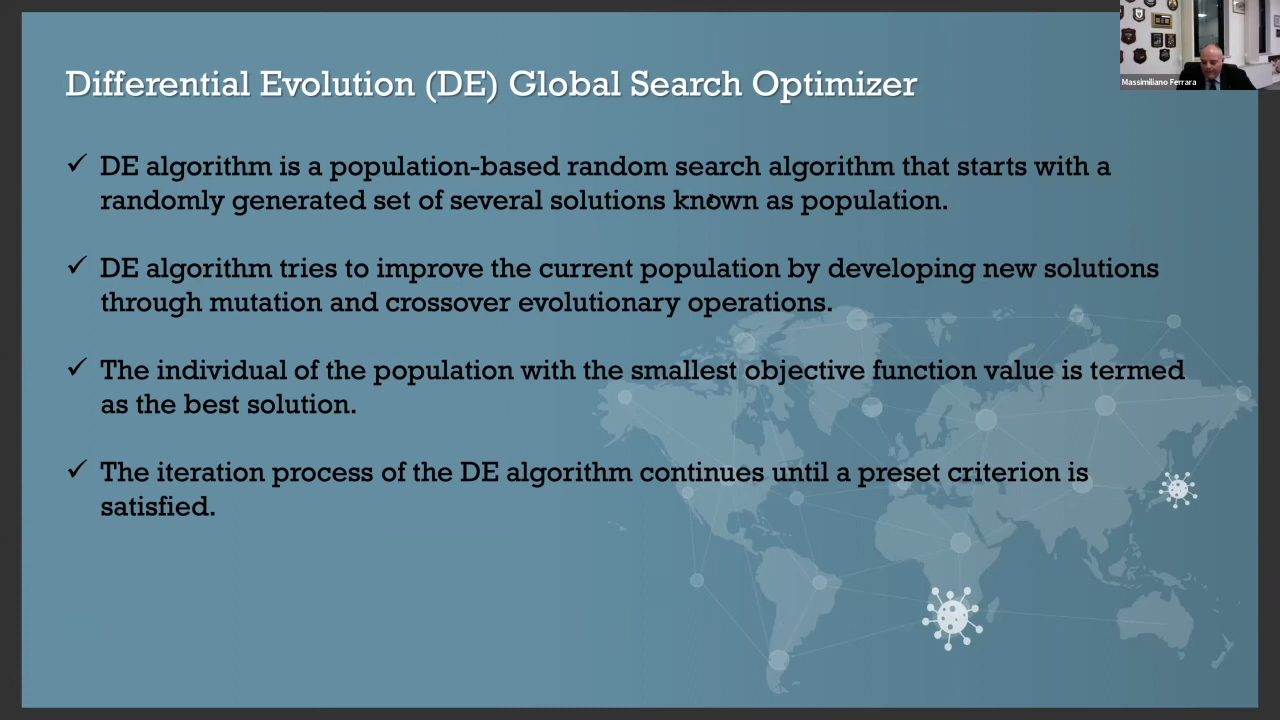 Differential Evolution (DE) Global Search Optimizer
Massimiliano Ferrara
✓ DE algorithm is a population-based random search algorithm that starts with a
randomly generated set of several solutions known as population.
✓ DE algorithm tries to improve the current population by developing new solutions
through mutation and crossover evolutionary operations.
✓ The individual of the population with the smallest objective function value is termed
as the best solution.
✓ The iteration process of the DE algorithm continues until a preset criterion is
satisfied.